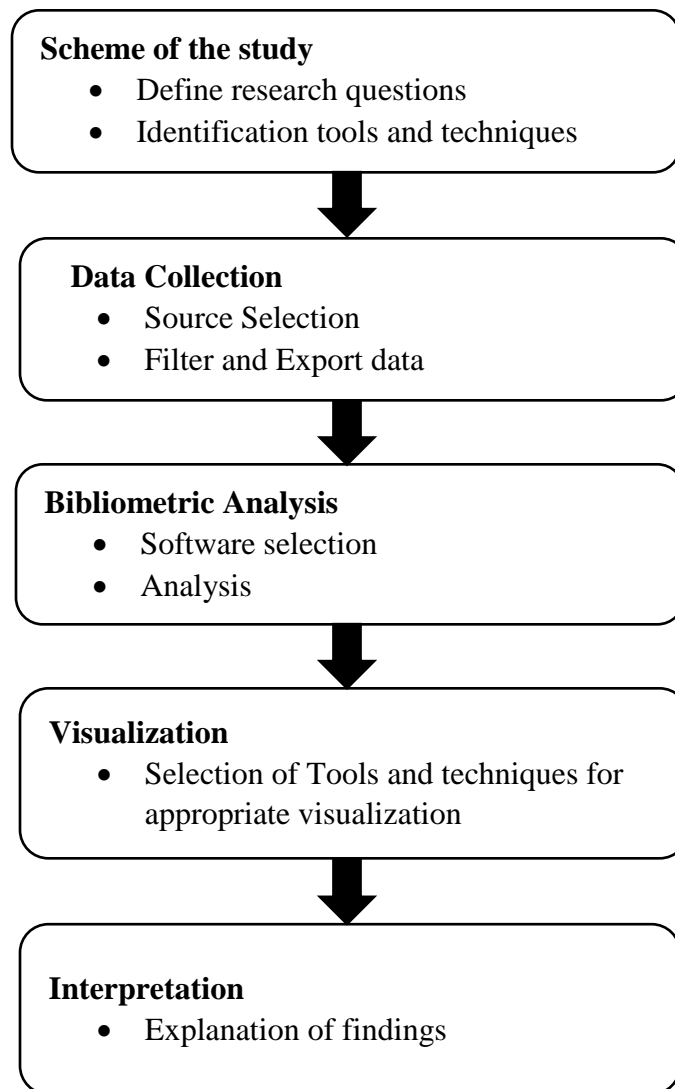 Scheme of the study
• Define research questions
• Identification tools and techniques
Data Collection
• Source Selection
• Filter and Export data
Bibliometric Analysis
• Software selection
• Analysis
Visualization
• Selection of Tools and techniques for
appropriate visualization
Interpretation
• Explanation of findings